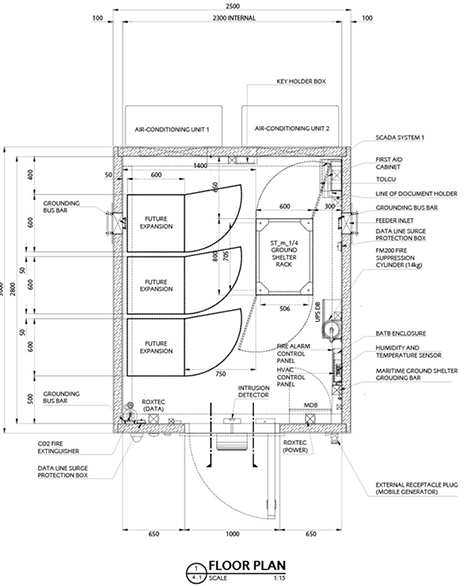 2500
100
2300 INTERNAL
100
KEY HOLDER BOX
AIR-CONDITIONING UNIT 1
AIR-CONDITIONING UNIT 2
SCADA SYSTEM 1
1400
FIRST AID
CABINET
TOLCU
LINE OF DOCUMENT HOLDER
GROUNDING BUS BAR
FEEDER INLET
DATA LINE SURGE
PROTECTION BOX
FM200 FIRE
SUPPRESSION
CYLINDER (14kg)
400
50
600
650
600
300
GROUNDING
BUS BAR
600
FUTURE
EXPANSION
ST_m_1/4
GROUND
SHELTER
RACK
50
2800
600
FUTURE
EXPANSION
800
705
506
UPS DB
50
600
FUTURE
EXPANSION
750
FIRE ALARM
CONTROL
PANEL
HVAC
CONTROL
PANEL
BATB ENCLOSURE
HUMIDITY AND
TEMPERATURE SENSOR
MARITIME GROUND SHELTER
GROUDING BAR
500
GROUNDING
BUS BAR
ROXTEC
(DATA)
INTRUSION
DETECTOR
MDB
ROXTEC
(POWER)
CO2 FIRE
EXTINGUISHER
DATA LINE SURGE
PROTECTION BOX
EXTERNAL RECEPTACLE PLUG
(MOBILE GENERATOR)
650
1000
650
1
4.1
FLOOR PLAN
SCALE
1:15